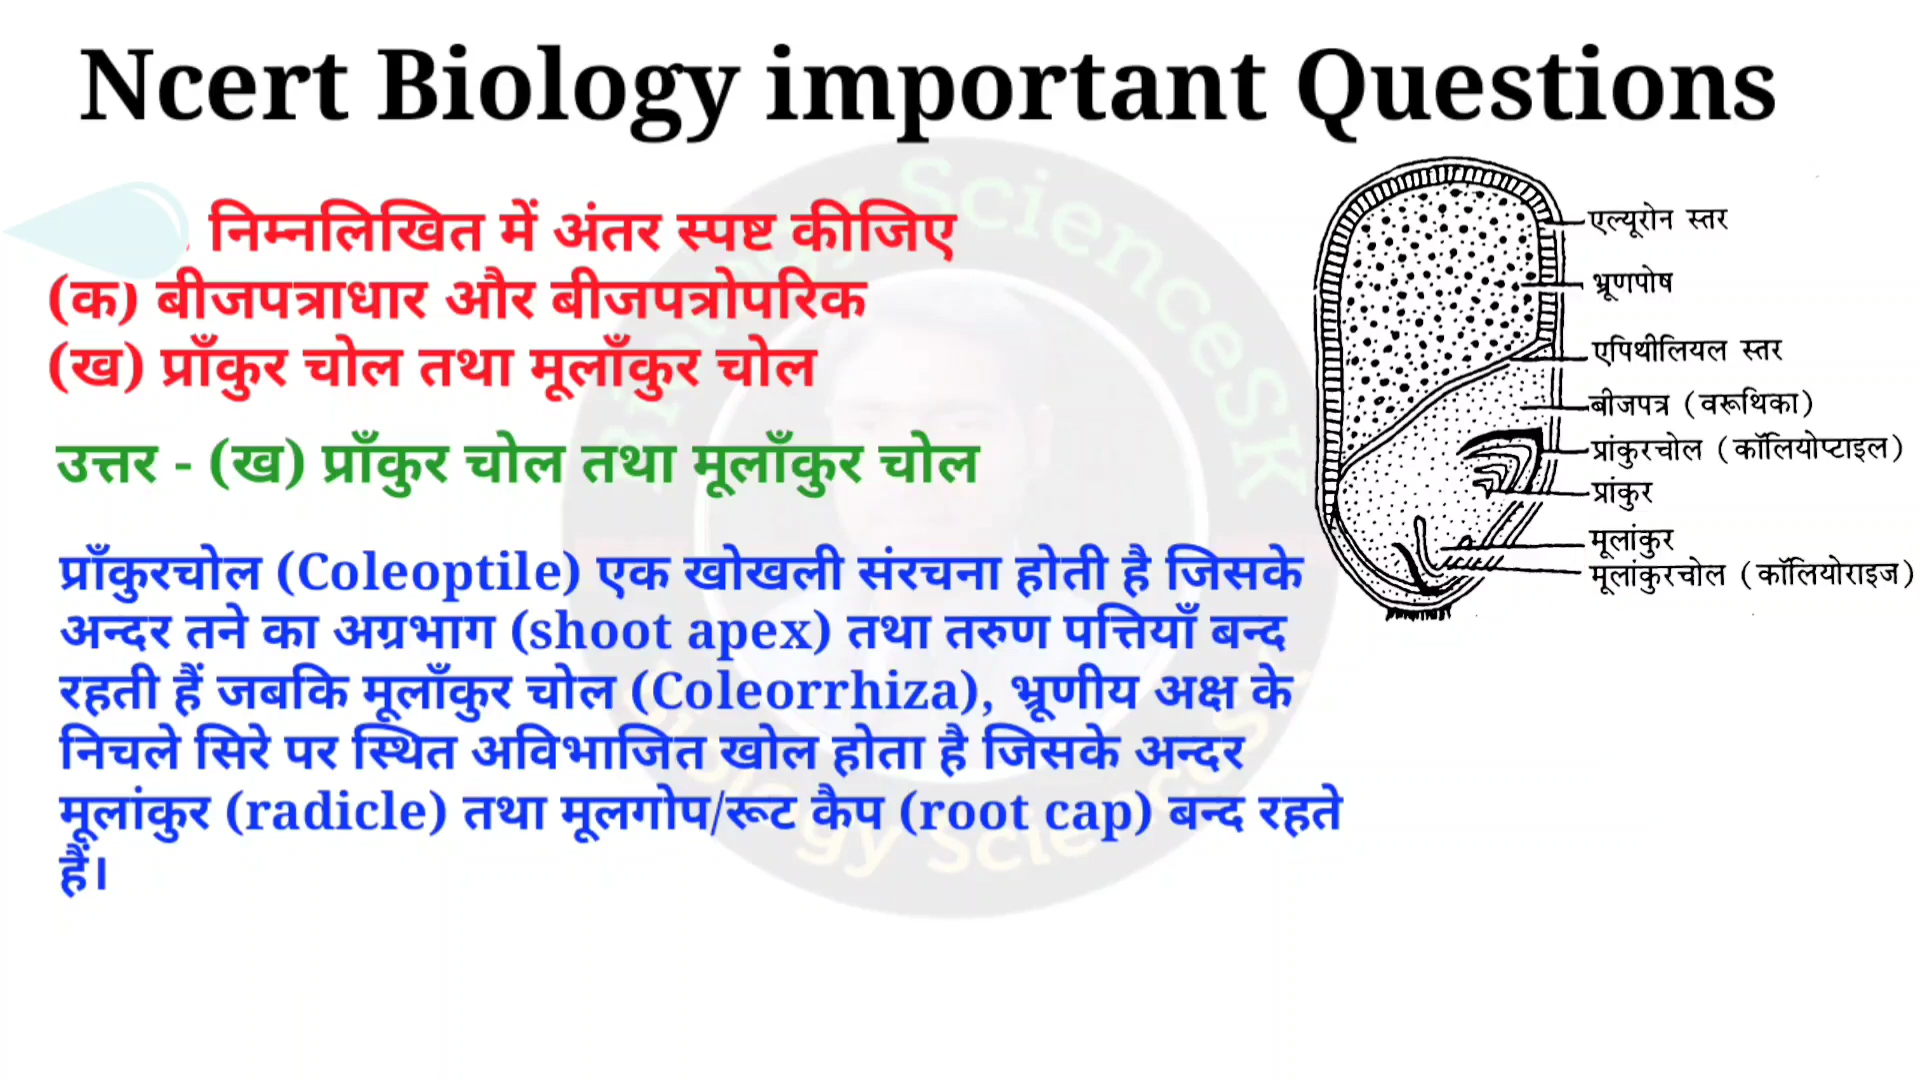 Ncert Biology important Questions
निम्नलिखित में अंतर स्पष्ट कीजिए
(क) बीजपत्राधार और बीजपत्रोपरिक
(ख) प्राँकुर चोल तथा मूलाँकुर चोल
उत्तर - (ख) प्राँकुर चोल तथा मूलाँकुर चोल
प्राँकुरचोल (Coleoptile) एक खोखली संरचना होती है जिसके
अन्दर तने का अग्रभाग (shoot apex) तथा तरुण पत्तियाँ बन्द
रहती हैं जबकि मूलाँकुर चोल (Coleorrhiza), भ्रूणीय अक्ष के
निचले सिरे पर स्थित अविभाजित खोल होता है जिसके अन्दर
मूलांकुर (radicle) तथा मूलगोप/रूट कैप (root cap) बन्द रहते
हैं।
एल्यूरोन स्तर
भ्रूणपोष
एपिथीलियल स्तर
बीजपत्र (वरूथिका)
प्रांकुरचोल (कॉलियोप्टाइल)
प्रांकुर
मूलांकुर
मूलांकुरचोल (कॉलियोराइज)
Biology ScienceSK